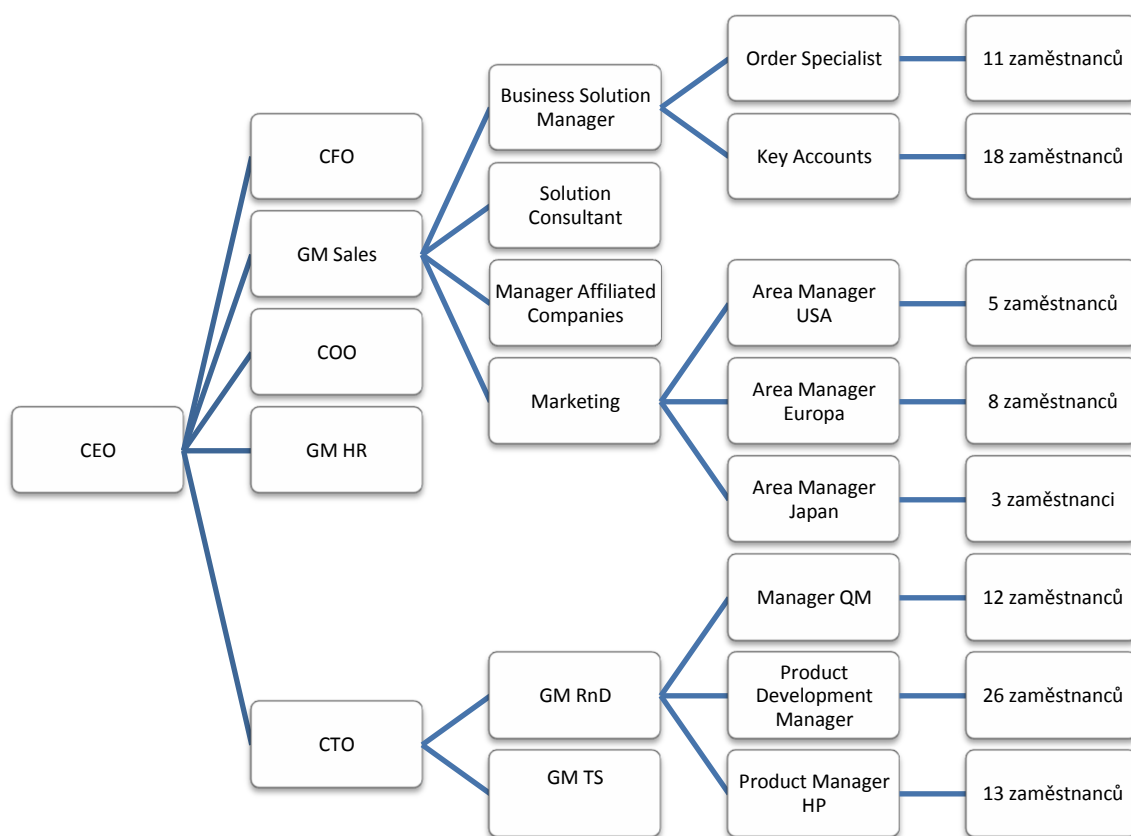 Order Specialist
11 zaměstnanců
Business Solution
Manager
CFO
Key Accounts
18 zaměstnanců
Solution
Consultant
GM Sales
Manager Affiliated
Companies
Area Manager
USA
5 zaměstnanců
COO
Marketing
Area Manager
Europa
8 zaměstnanců
CEO
GM HR
Area Manager
Japan
3 zaměstnanci
Manager QM
12 zaměstnanců
GM RnD
Product
Development
Manager
26 zaměstnanců
CTO
GM TS
Product Manager
HP
13 zaměstnanců